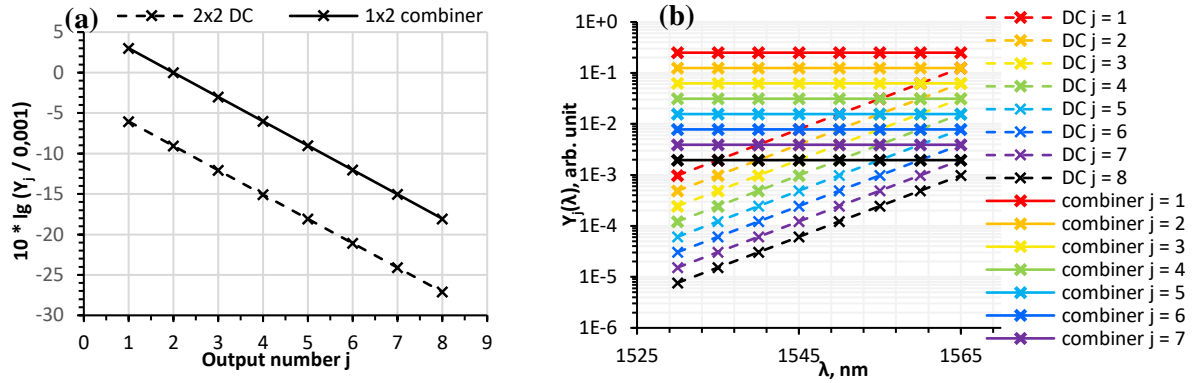 (a)
2x2 DC
1x2 combiner
10 * lg (Yj / 0,001)
5
0
-5
-10
-15
-20
-25
-30
0 1 2 3 4 5 6 7 8 9
Output number j
(b)
Yj(λ), arb. unit
1E+0
1E-1
1E-2
1E-3
1E-4
1E-5
1E-6
1525 1545 1565
λ, nm
DC j = 1
DC j = 2
DC j = 3
DC j = 4
DC j = 5
DC j = 6
DC j = 7
DC j = 8
combiner j = 1
combiner j = 2
combiner j = 3
combiner j = 4
combiner j = 5
combiner j = 6
combiner j = 7